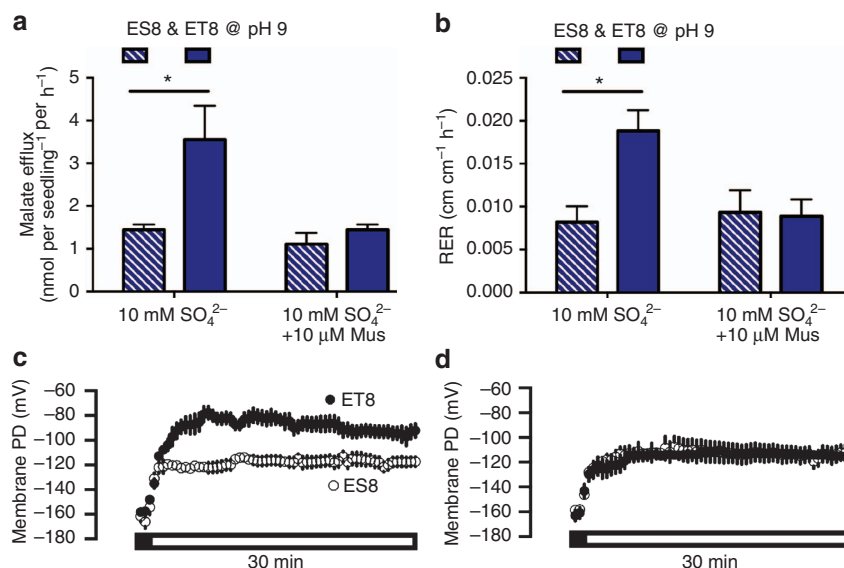 a
ES8 & ET8 @ pH 9
Malate efflux
(nmol per seedling⁻¹ per h⁻¹)
5
4
3
2
1
0
*
10 mM SO₄²⁻
10 mM SO₄²⁻
+10 µM Mus
b
ES8 & ET8 @ pH 9
RER (cm cm⁻¹ h⁻¹)
0.025
0.020
0.015
0.010
0.005
0.000
*
10 mM SO₄²⁻
10 mM SO₄²⁻
+10 µM Mus
c
Membrane PD (mV)
−60
−80
−100
−120
−140
−160
−180
ET8
ES8
30 min
d
Membrane PD (mV)
−60
−80
−100
−120
−140
−160
−180
30 min